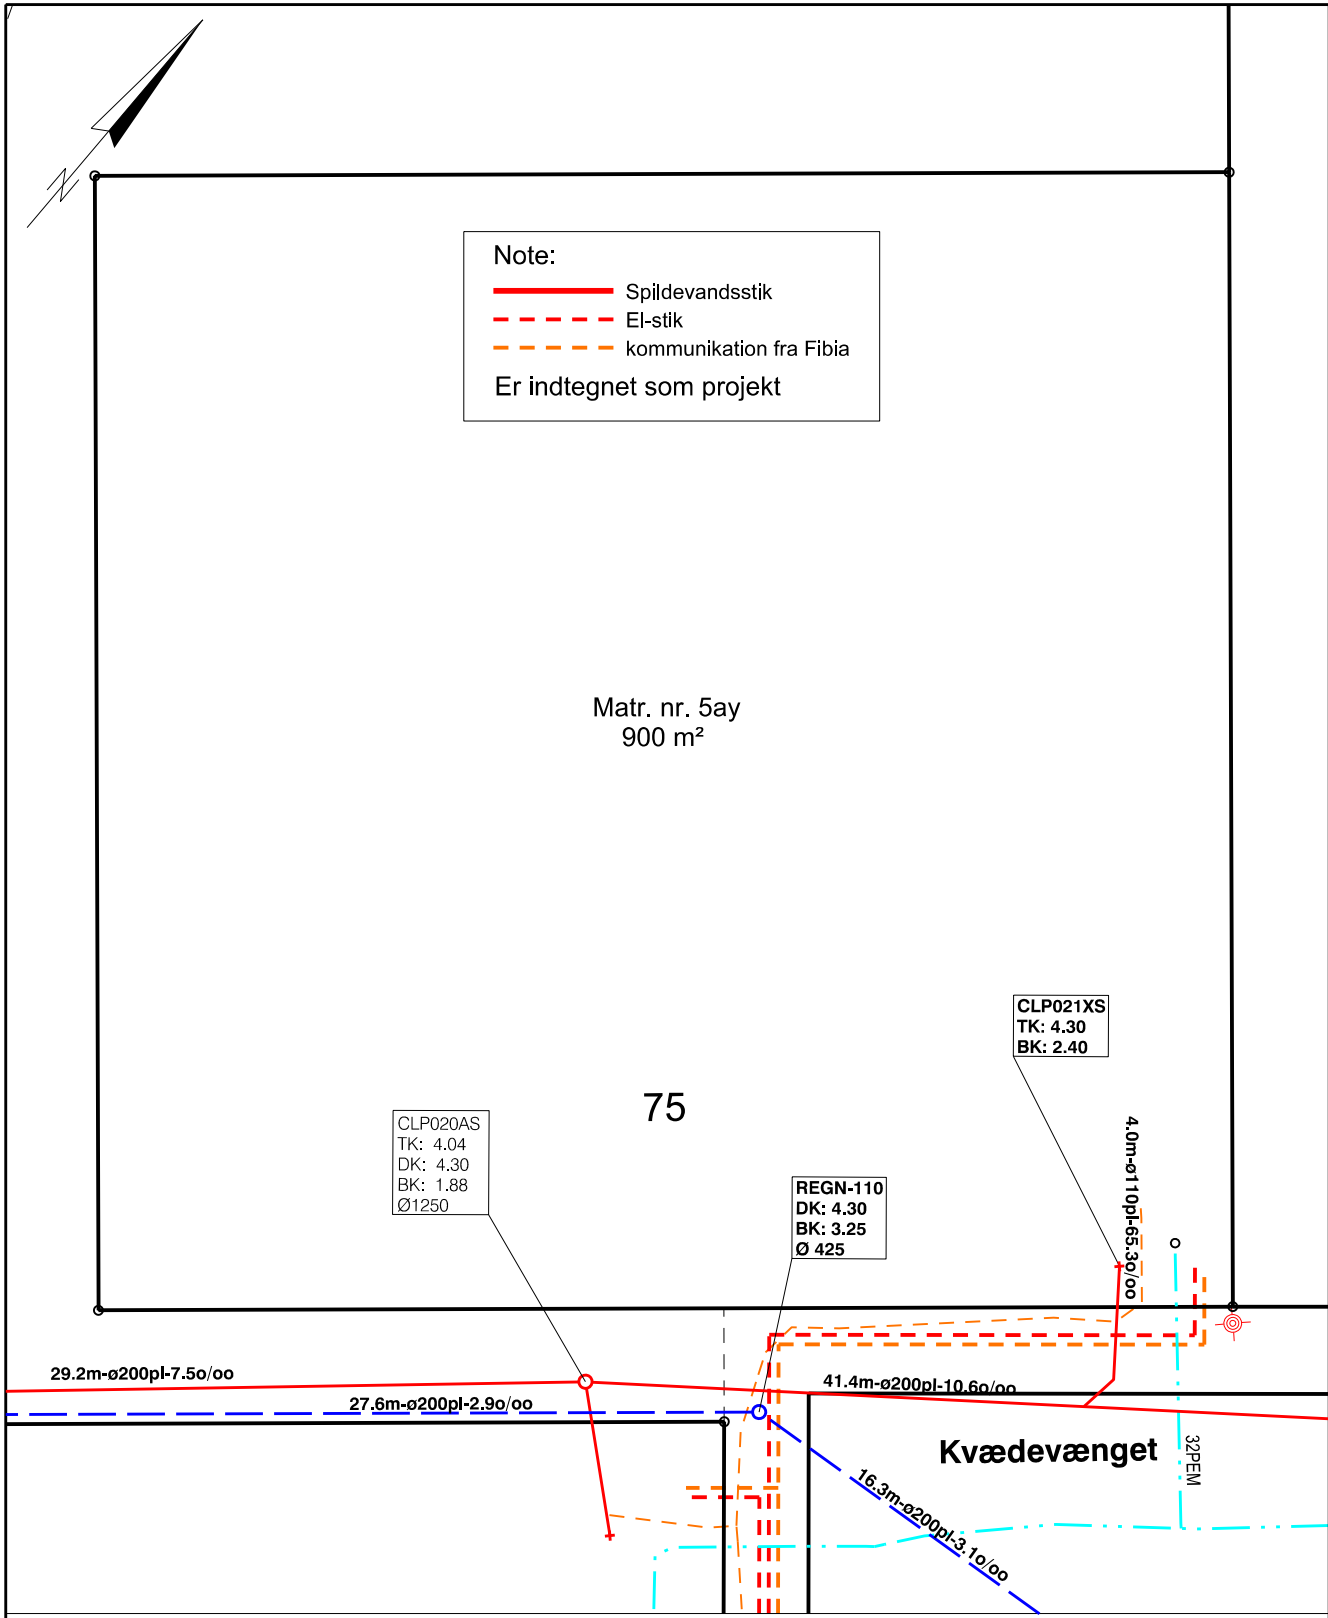 N
Note:
Spildevandsstik
El-stik
kommunikation fra Fibia
Er indtegnet som projekt
Matr. nr. 5ay
900 m²
CLP021XS
TK: 4.30
BK: 2.40
75
CLP020AS
TK: 4.04
DK: 4.30
BK: 1.88
Ø1250
4.0m-ø110pl-65.3o/oo
REGN-110
DK: 4.30
BK: 3.25
Ø 425
29.2m-ø200pl-7.5o/oo
27.6m-ø200pl-2.9o/oo
41.4m-ø200pl-10.6o/oo
Kvædevænget
32PEM
16.3m-ø200pl-3.1o/oo